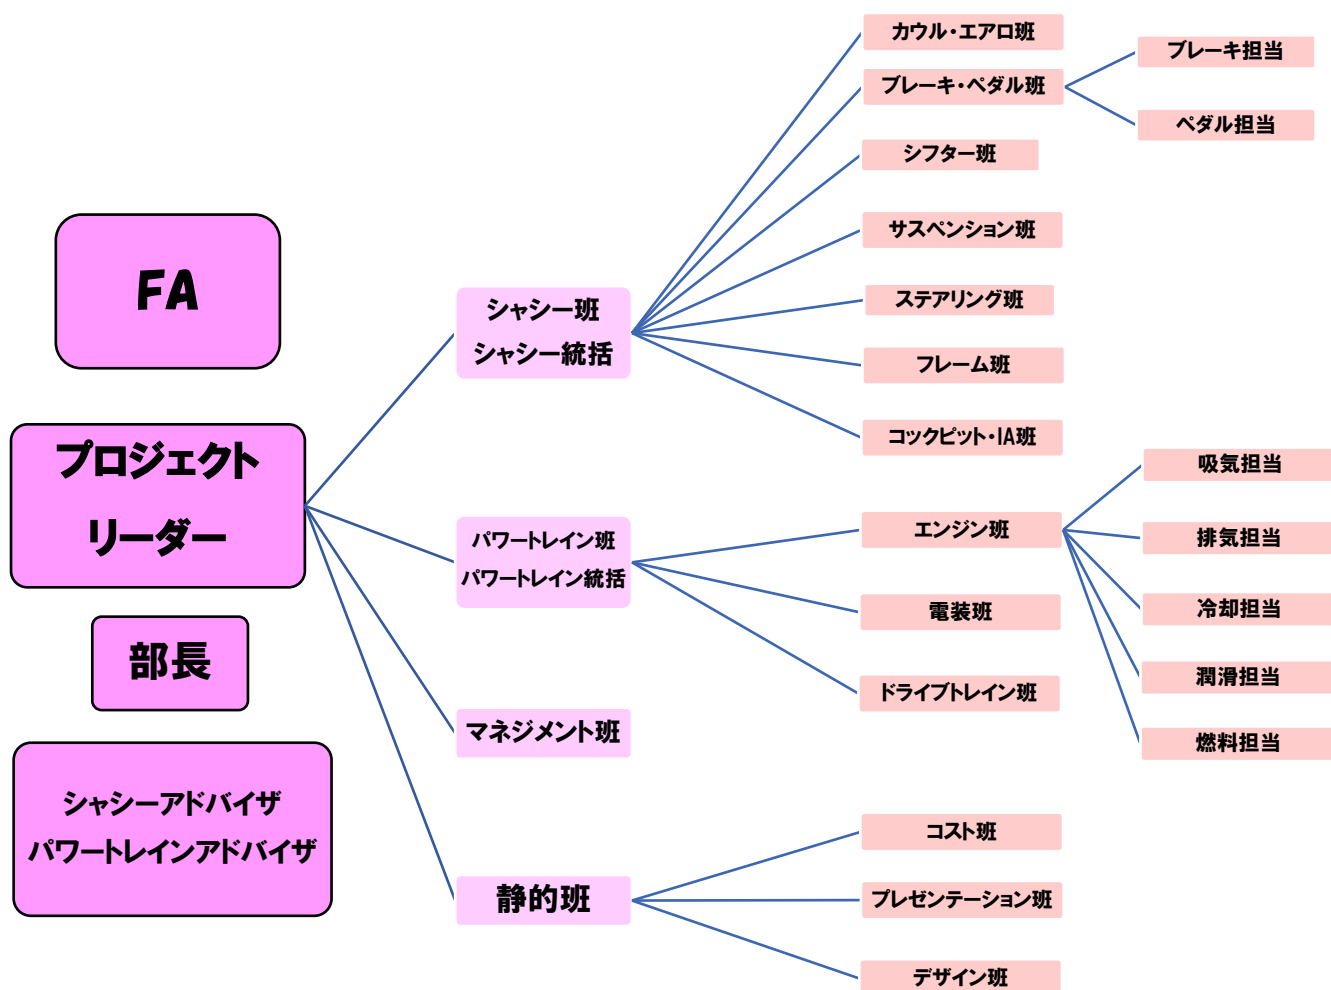 FA
プロジェクト
リーダー
部長
シャシーアドバイザ
パワートレインアドバイザ
シャシー班
シャシー統括
パワートレイン班
パワートレイン統括
マネジメント班
静的班
カウル・エアロ班
ブレーキ・ペダル班
シフター班
サスペンション班
ステアリング班
フレーム班
コックピット・IA班
エンジン班
電装班
ドライブトレイン班
コスト班
プレゼンテーション班
デザイン班
ブレーキ担当
ペダル担当
吸気担当
排気担当
冷却担当
潤滑担当
燃料担当